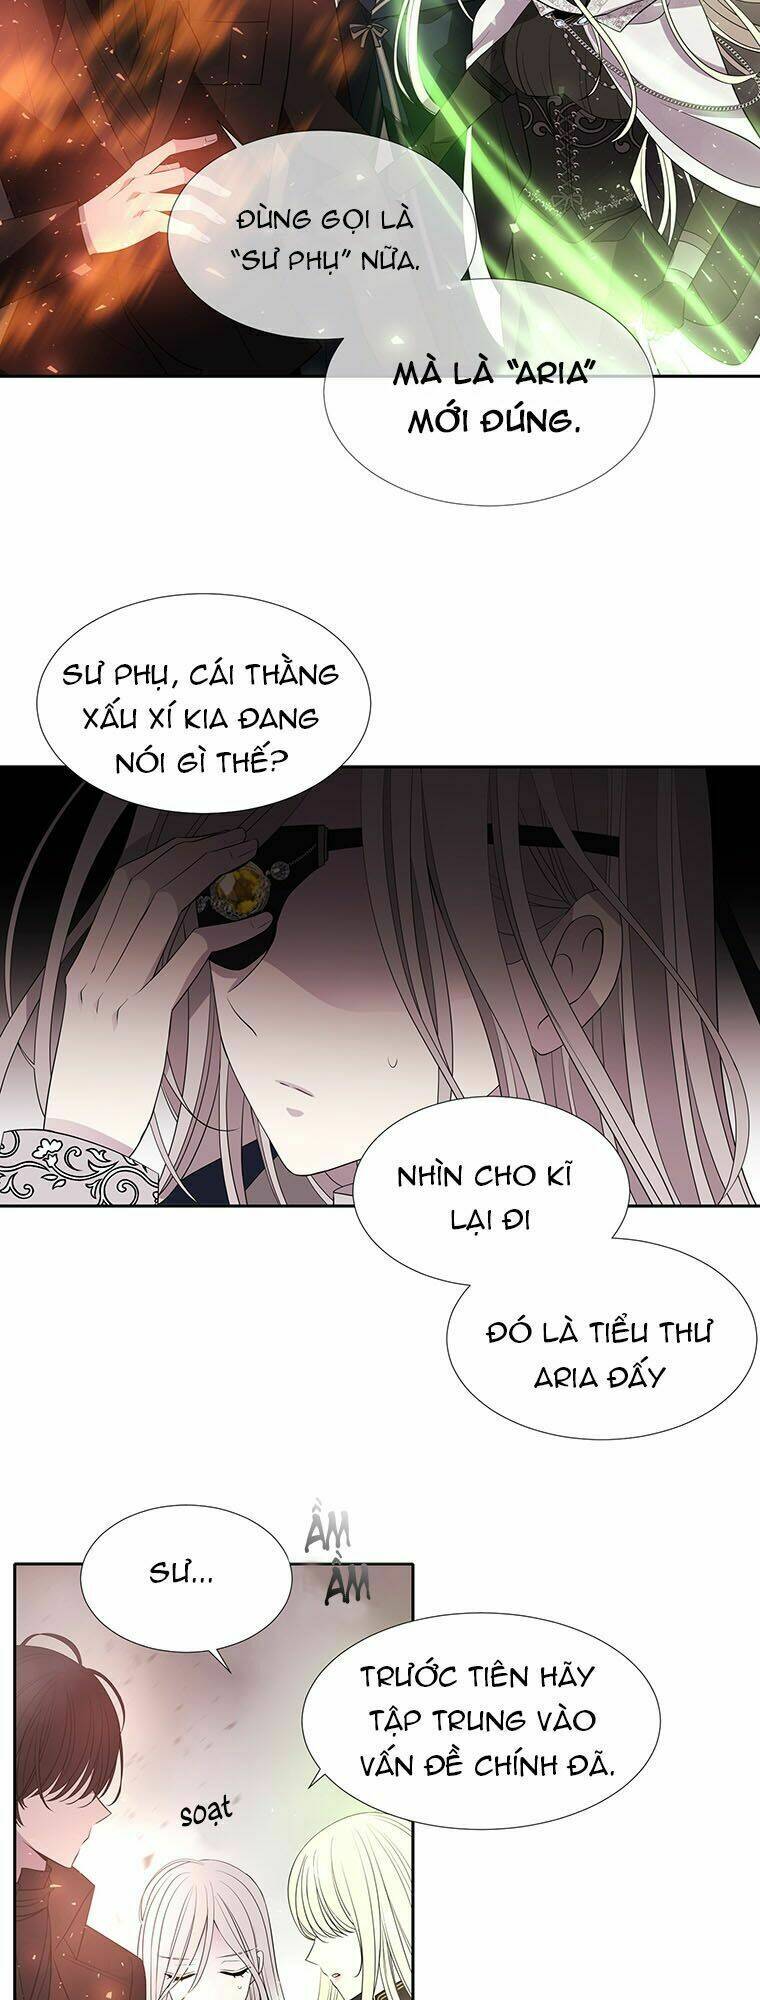 ĐỪNG GỌI LÀ
"SƯ PHỤ" NỮA.
MÀ LÀ "ARIA"
MỚI ĐÚNG.
SƯ PHỤ, CÁI THẰNG
XẤU XÍ KIA ĐANG
NÓI GÌ THẾ?
NHÌN CHO KĨ
LẠI ĐI
ĐÓ LÀ TIỂU THƯ
ARIA ĐẤY
ẦM
ẦM
SƯ...
TRƯỚC TIÊN HÃY
TẬP TRUNG VÀO
VẤN ĐỀ CHÍNH ĐÃ.
soạt